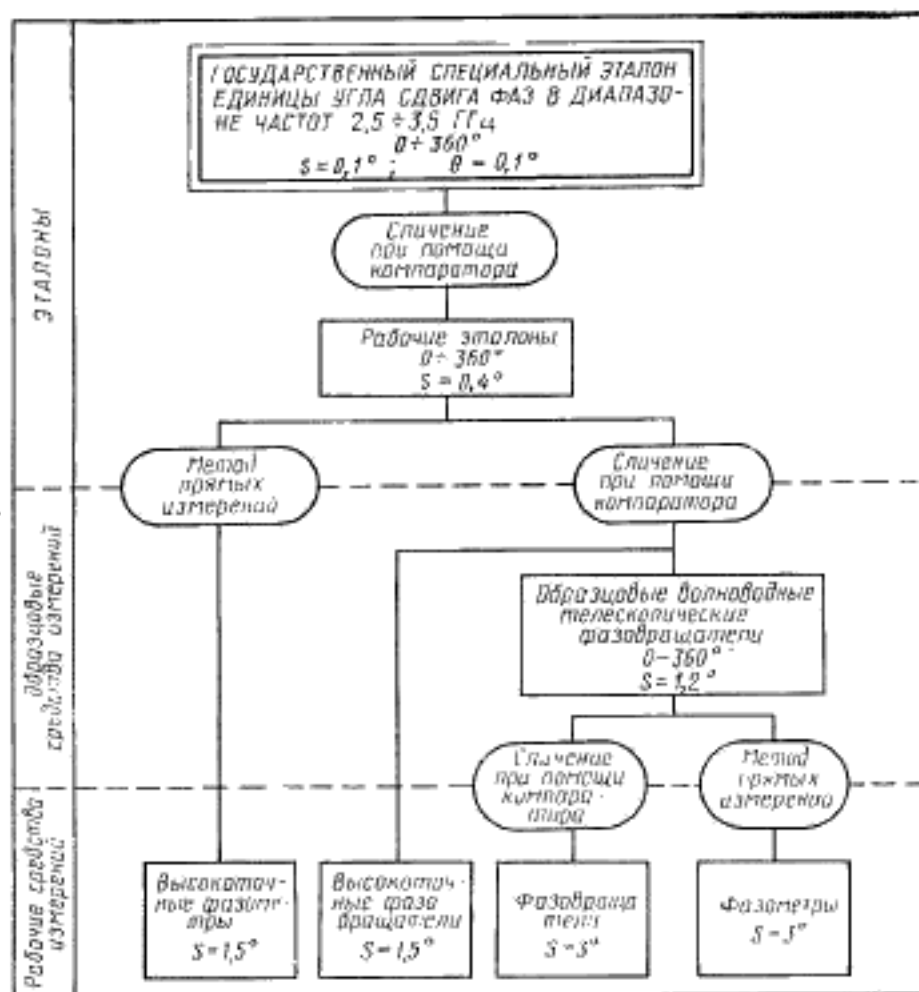 ГОСУДАРСТВЕННЫЙ СПЕЦИАЛЬНЫЙ ЭТАЛОН
ЕДИНИЦЫ УГЛА СДВИГА ФАЗ В ДИАПАЗО-
НЕ ЧАСТОТ 2,5÷3,5 ГГц
0÷360°
S=0,1°; θ=0,1°
Сличение
при помощи
компаратора
ЭТАЛОНЫ
Рабочие эталоны
0÷360°
S=0,4°
Метод
прямых
измерений
Сличение
при помощи
компаратора
Образцовые
средства измерений
Образцовые волноводные
телескопические
фазовращатели
0-360°
S=1,2°
Сличение
при помощи
компара-
тора
Метод
прямых
измерений
Рабочие средства
измерений
Высокоточ-
ные фазоме-
тры
S=1,5°
Высокоточ-
ные фазо
вращатели
S=1,5°
Фазовраща
тели
S=3°
Фазометры
S=3°